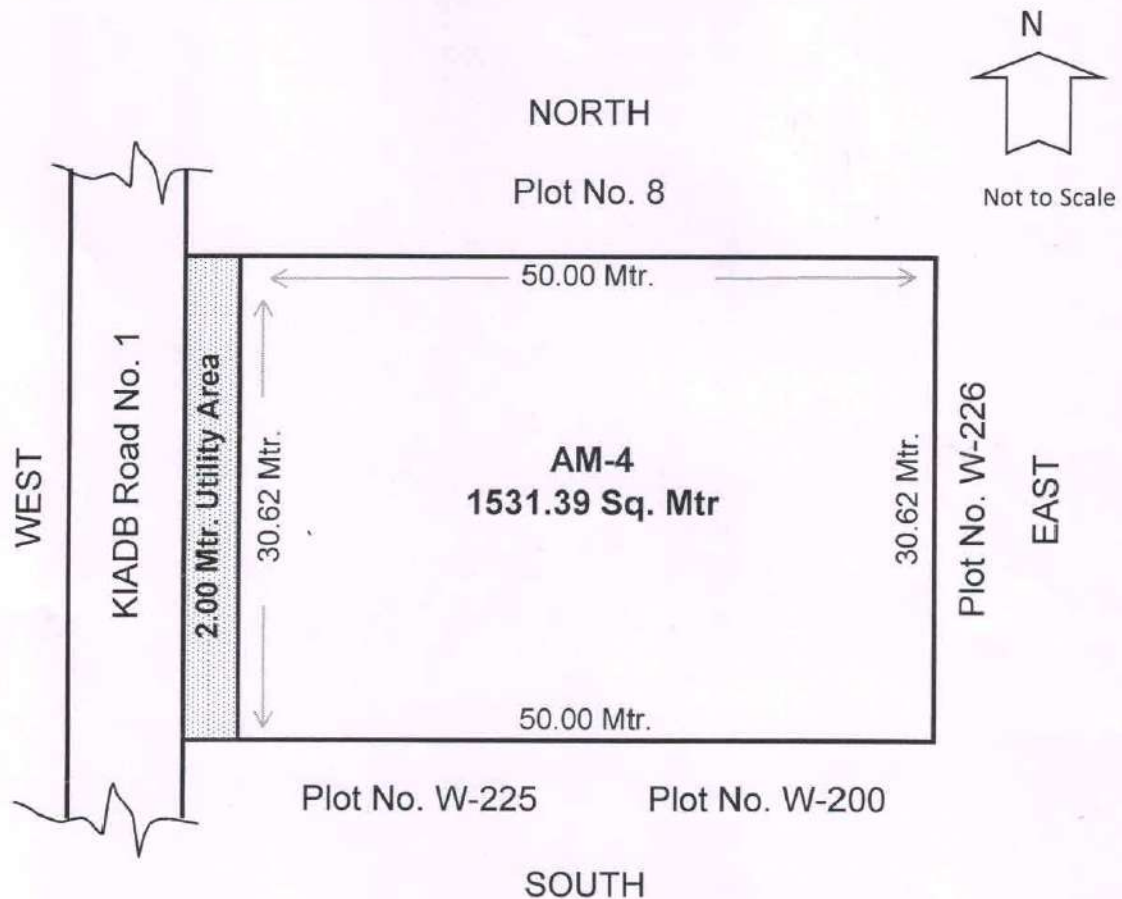 N
Not to Scale
NORTH
Plot No. 8
50.00 Mtr.
WEST
KIADB Road No. 1
2.00 Mtr. Utility Area
30.62 Mtr.
AM-4
1531.39 Sq. Mtr
30.62 Mtr.
Plot No. W-226
EAST
50.00 Mtr.
Plot No. W-225
Plot No. W-200
SOUTH